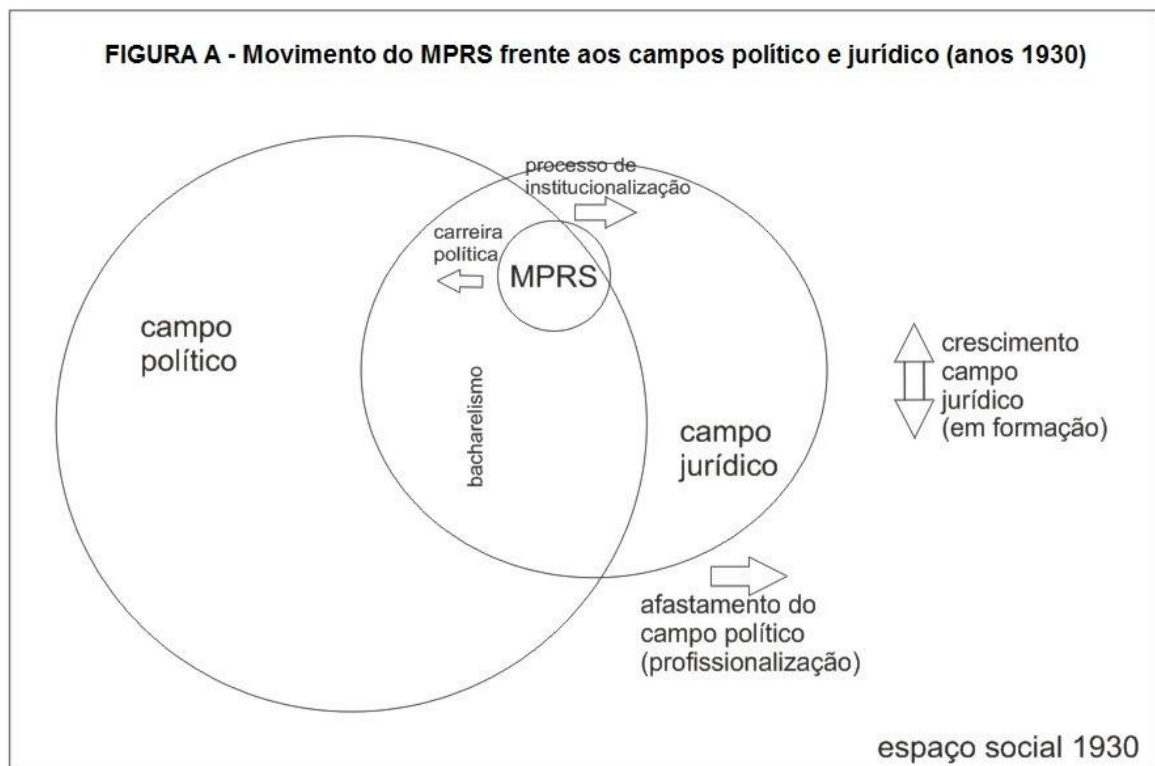 FIGURA A - Movimento do MPRS frente aos campos político e jurídico (anos 1930)
processo de
institucionalização
carreira
política
MPRS
campo
político
bacharelismo
campo
jurídico
crescimento
campo
jurídico
(em formação)
afastamento do
campo político
(profissionalização)
espaço social 1930